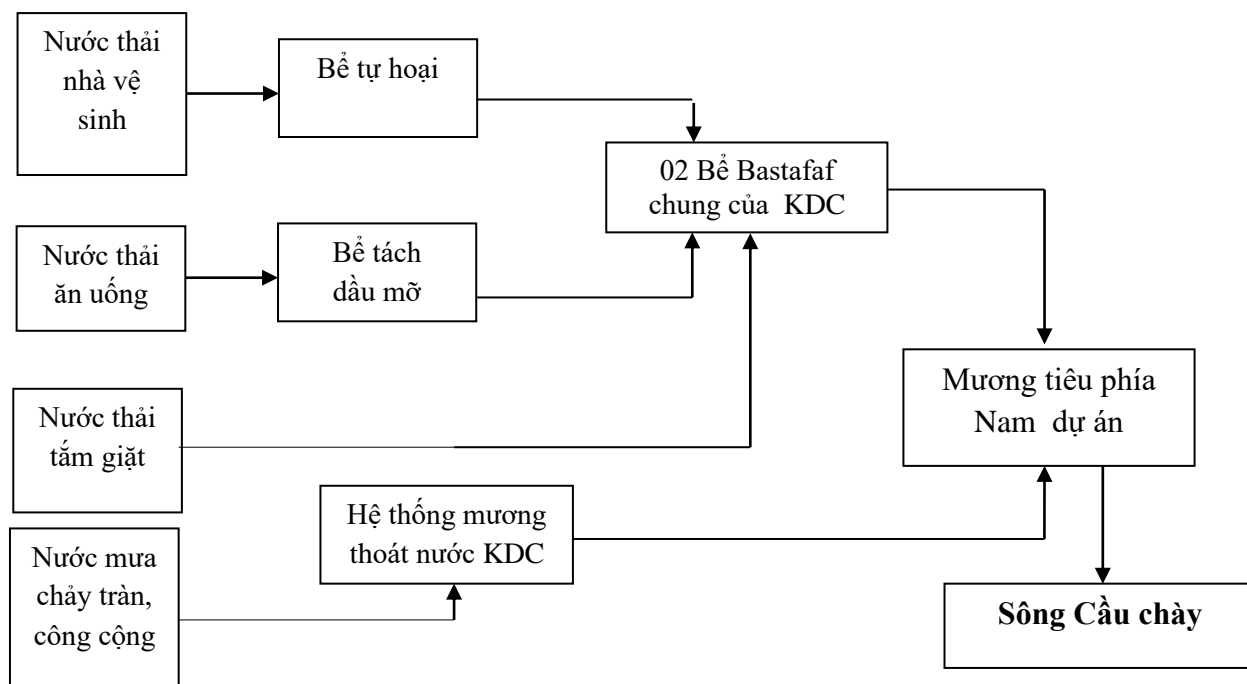 Nước thải
nhà vệ
sinh
Bể tự hoại
02 Bể Bastafaf
chung của KDC
Nước thải
ăn uống
Bể tách
dầu mỡ
Mương tiêu phía
Nam dự án
Nước thải
tắm giặt
Hệ thống mương
thoát nước KDC
Nước mưa
chảy tràn,
công cộng
Sông Cầu chày